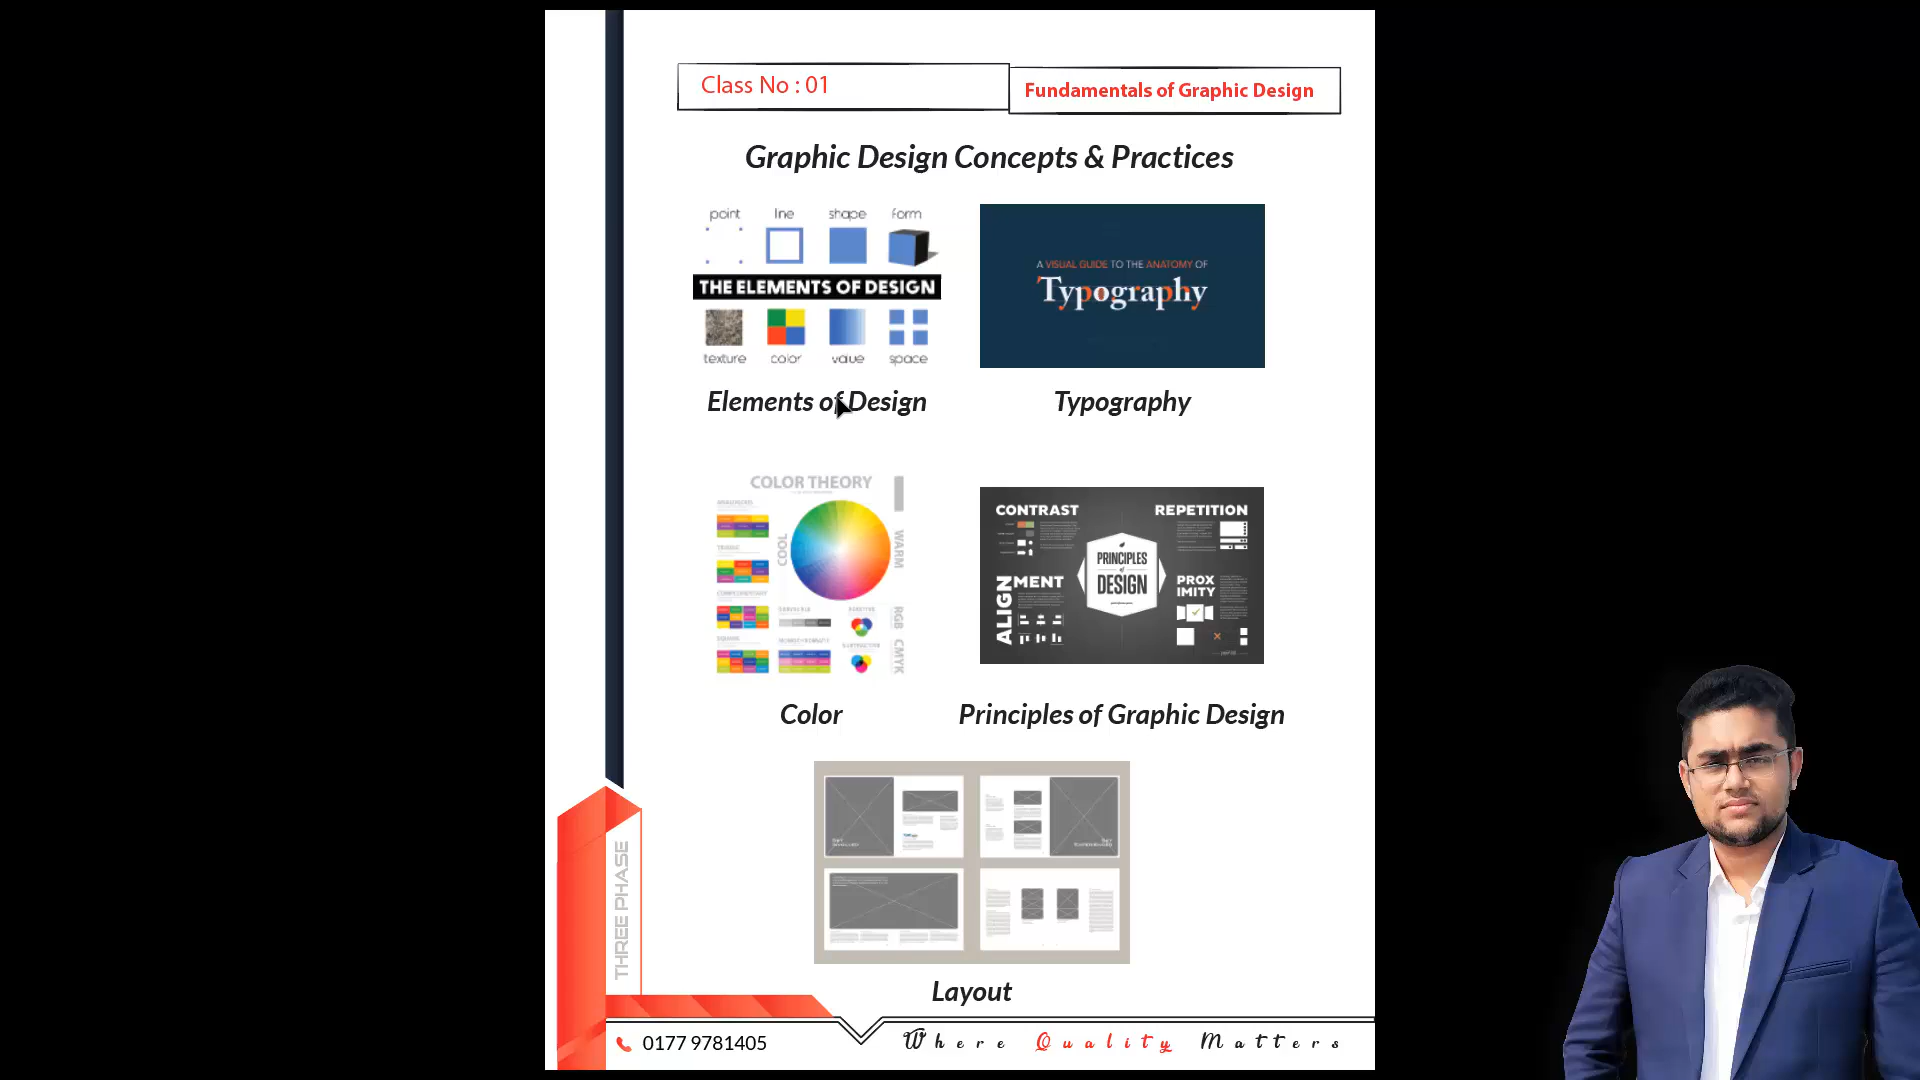 Class No : 01
Fundamentals of Graphic Design
Graphic Design Concepts & Practices
point line shape form
THE ELEMENTS OF DESIGN
texture color value space
Elements of Design
A VISUAL GUIDE TO THE ANATOMY OF
Typography
Typography
COLOR THEORY
COOL
WARM
RGB
CMYK
Color
CONTRAST
REPETITION
PRINCIPLES
of
DESIGN
ALIGNMENT
PROX
IMITY
Principles of Graphic Design
Layout
THREE PHASE
0177 9781405
Where Quality Matters